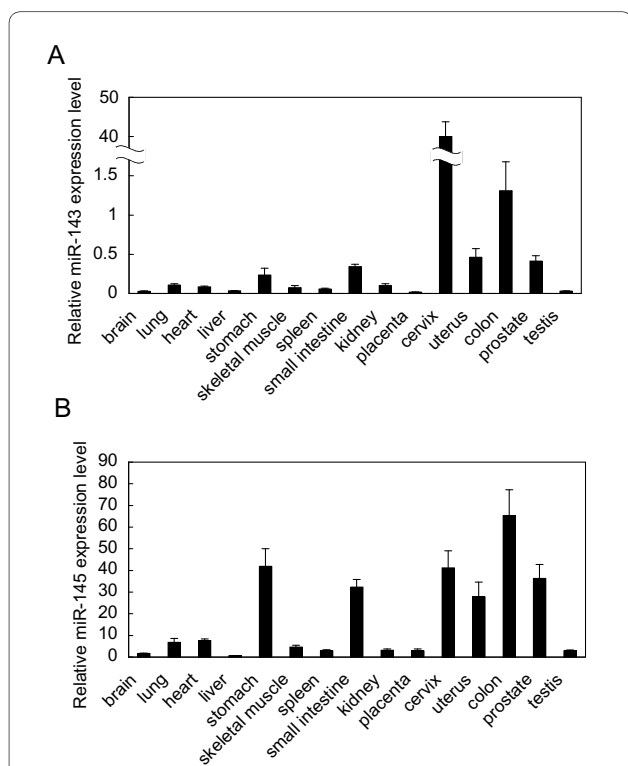 A
Relative miR-143 expression level
50
40
1.5
1
0.5
0
brain
lung
heart
liver
stomach
skeletal muscle
spleen
small intestine
kidney
placenta
cervix
uterus
colon
prostate
testis
B
Relative miR-145 expression level
90
80
70
60
50
40
30
20
10
0
brain
lung
heart
liver
stomach
skeletal muscle
spleen
small intestine
kidney
placenta
cervix
uterus
colon
prostate
testis